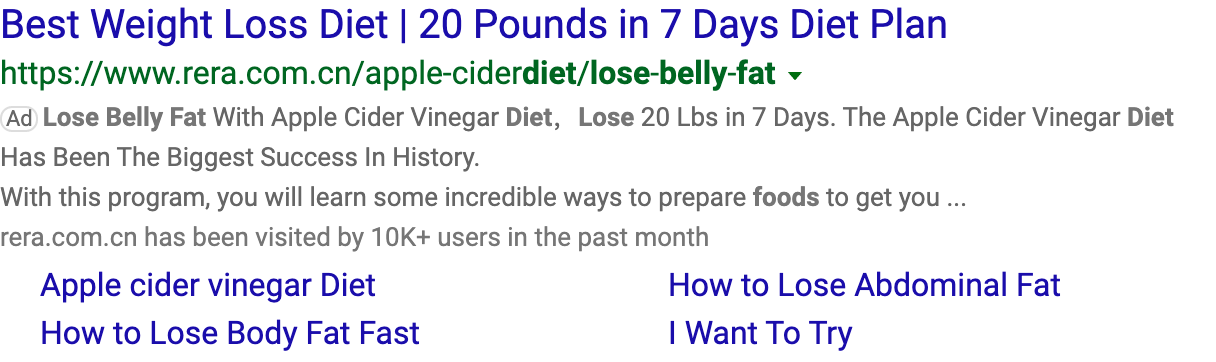 Best Weight Loss Diet | 20 Pounds in 7 Days Diet Plan
https://www.rera.com.cn/apple-ciderdiet/lose-belly-fat
Ad Lose Belly Fat With Apple Cider Vinegar Diet, Lose 20 Lbs in 7 Days. The Apple Cider Vinegar Diet
Has Been The Biggest Success In History.
With this program, you will learn some incredible ways to prepare foods to get you ...
rera.com.cn has been visited by 10K+ users in the past month
Apple cider vinegar Diet How to Lose Abdominal Fat
How to Lose Body Fat Fast I Want To Try